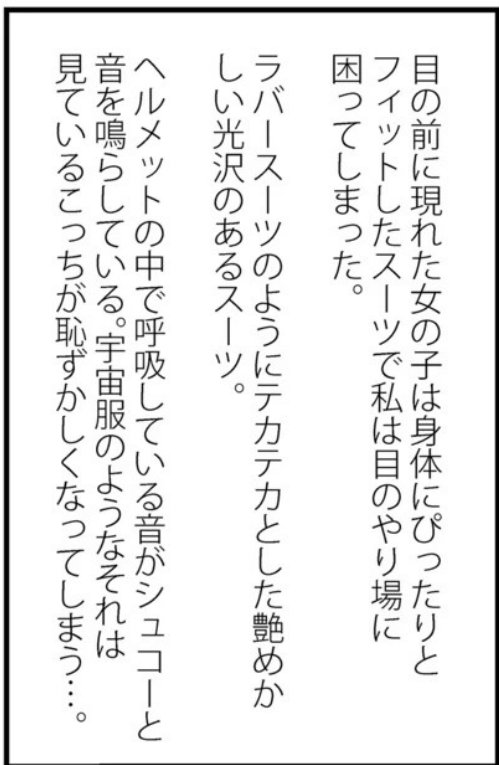 目の前に現れた女の子は身体にぴったりと
フィットしたスーツで私は目のやり場に
困ってしまった。
ラバースーツのようにテカテカとした艶めか
しい光沢のあるスーツ。
ヘルメットの中で呼吸している音がシュコーと
音を鳴らしている。宇宙服のようなそれは
見ているこっちが恥ずかしくなってしまう…。